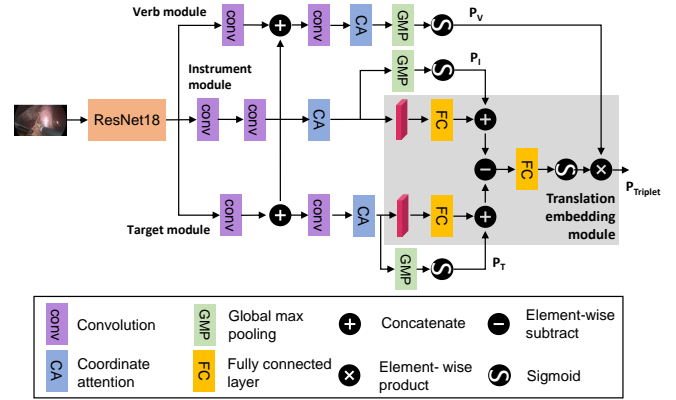 Verb module
conv
conv
CA
GMP
P_V
Instrument module
GMP
P_I
ResNet18
conv
conv
CA
FC
FC
P_Triplet
Target module
conv
conv
CA
FC
Translation
embedding
module
GMP
P_T
conv
Convolution
GMP
Global max
pooling
Concatenate
Element-wise
subtract
CA
Coordinate
attention
FC
Fully connected
layer
Element- wise
product
Sigmoid